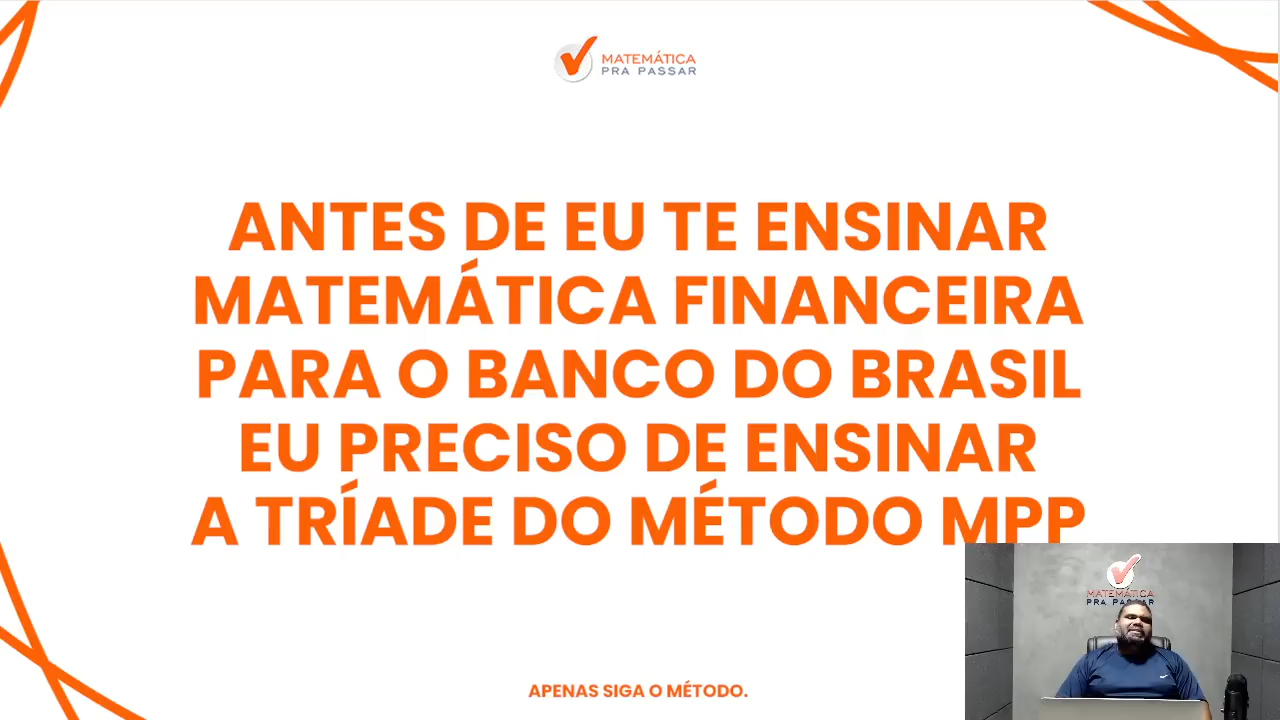 MATEMÁTICA
PRA PASSAR
ANTES DE EU TE ENSINAR
MATEMÁTICA FINANCEIRA
PARA O BANCO DO BRASIL
EU PRECISO DE ENSINAR
A TRÍADE DO MÉTODO MPP
MATEMÁTICA
PRA PASSAR
APENAS SIGA O MÉTODO.